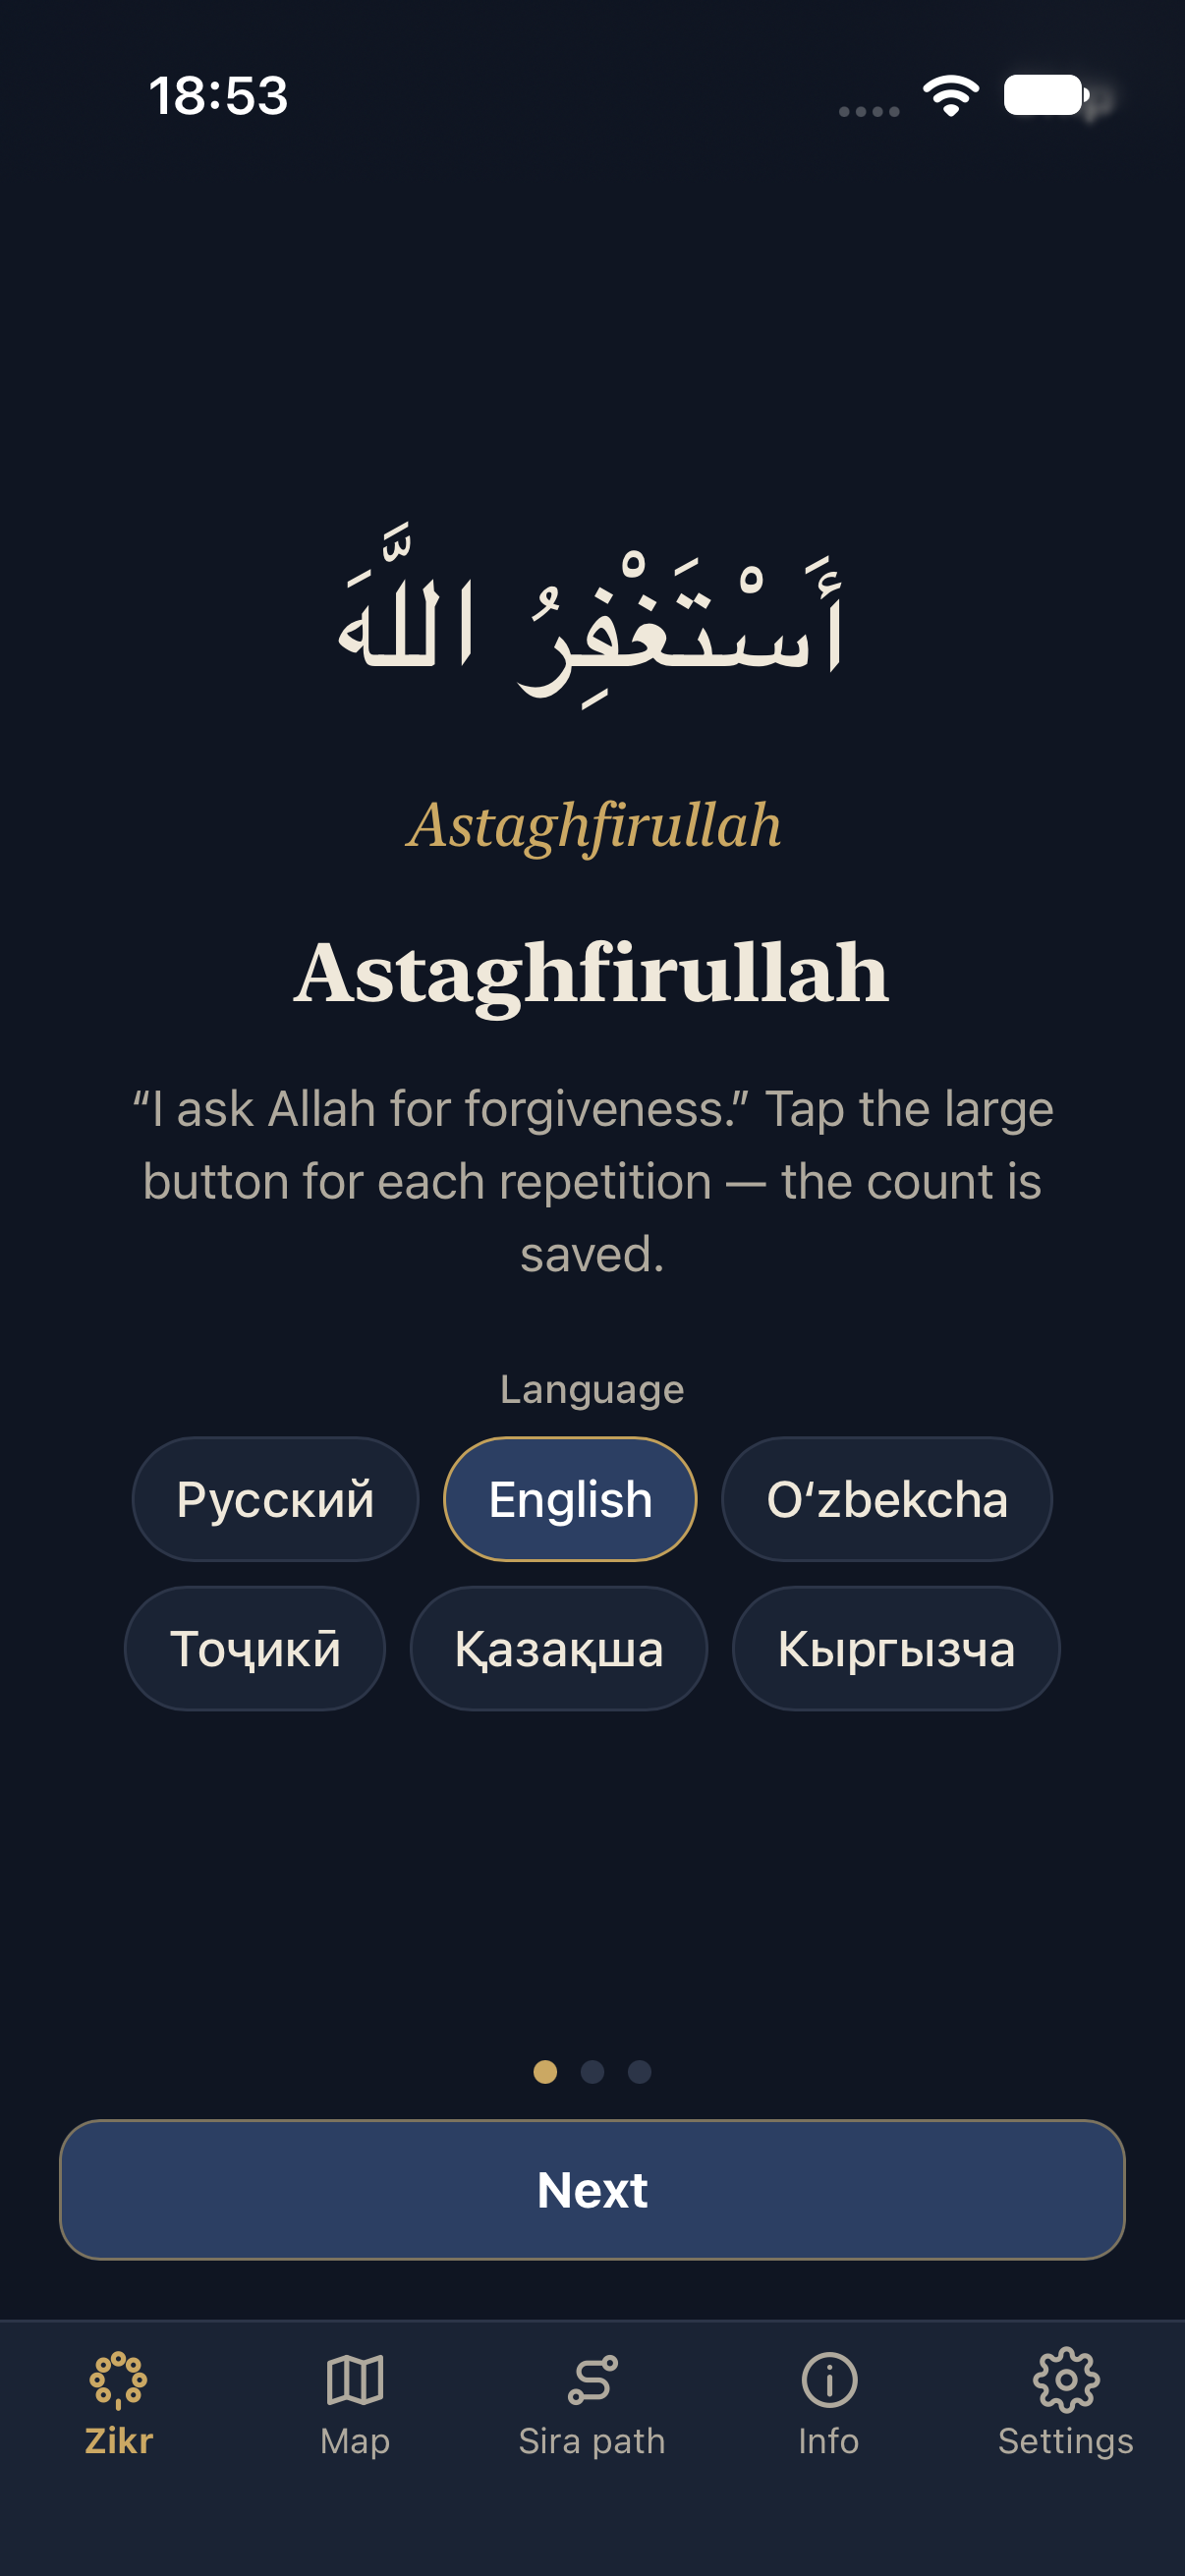 18:53
أَسْتَغْفِرُ اللَّهَ
Astaghfirullah
Astaghfirullah
“I ask Allah for forgiveness.” Tap the large
button for each repetition — the count is
saved.
Language
Русский English Oʻzbekcha
Тоҷикӣ Қазақша Кыргызча
Next
Zikr Map Sira path Info Settings